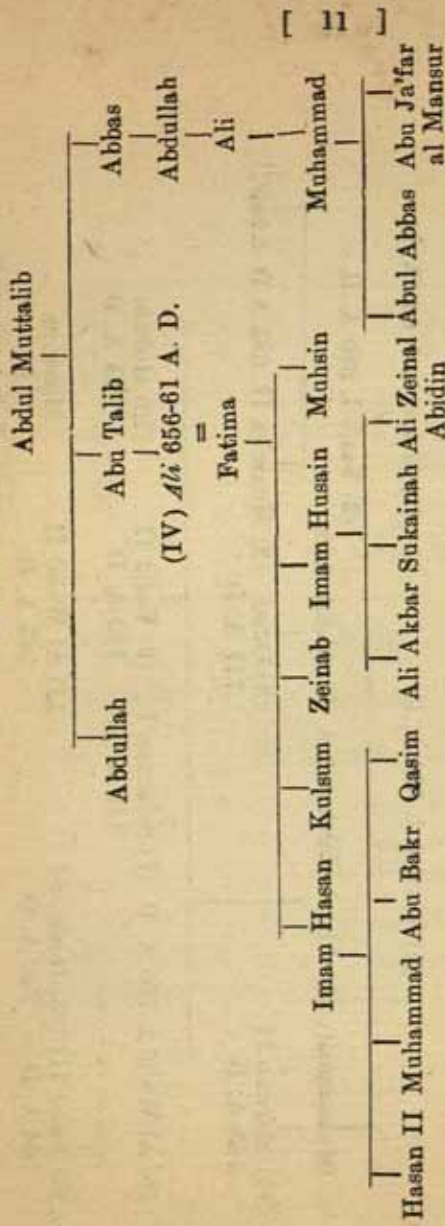 [ 11 ]
Abdul Muttalib
Abdullah Abu Talib Abbas
(IV) Ali 656-61 A. D. Abdullah
=
Fatima Ali
Imam Hasan Kulsum Zeinab Imam Husain Muhsin Muhammad
Hasan II Muhammad Abu Bakr Qasim Ali Akbar Sukainah Ali Zeinal Abul Abbas Abu Ja'far
Abidin al Mansur